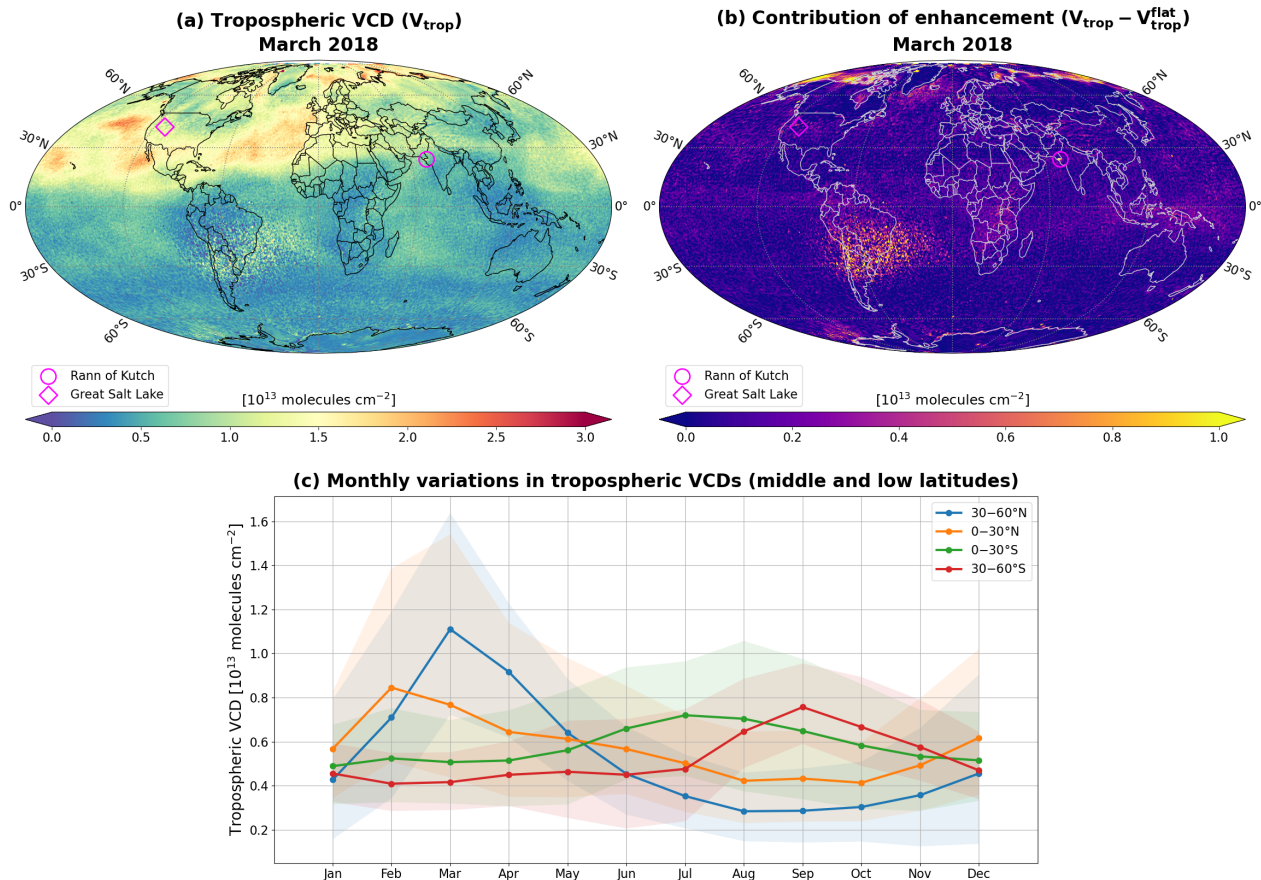 (a) Tropospheric VCD (V_trop)
March 2018
60°N
60°N
30°N
30°N
0°
0°
30°S
30°S
60°S
60°S
Rann of Kutch
Great Salt Lake
[10¹³ molecules cm⁻²]
0.0 0.5 1.0 1.5 2.0 2.5 3.0
(b) Contribution of enhancement (V_trop − V_trop^flat)
March 2018
60°N
60°N
30°N
30°N
0°
0°
30°S
30°S
60°S
60°S
Rann of Kutch
Great Salt Lake
[10¹³ molecules cm⁻²]
0.0 0.2 0.4 0.6 0.8 1.0
(c) Monthly variations in tropospheric VCDs (middle and low latitudes)
Tropospheric VCD [10¹³ molecules cm⁻²]
1.6
1.4
1.2
1.0
0.8
0.6
0.4
0.2
30−60°N
0−30°N
0−30°S
30−60°S
Jan Feb Mar Apr May Jun Jul Aug Sep Oct Nov Dec